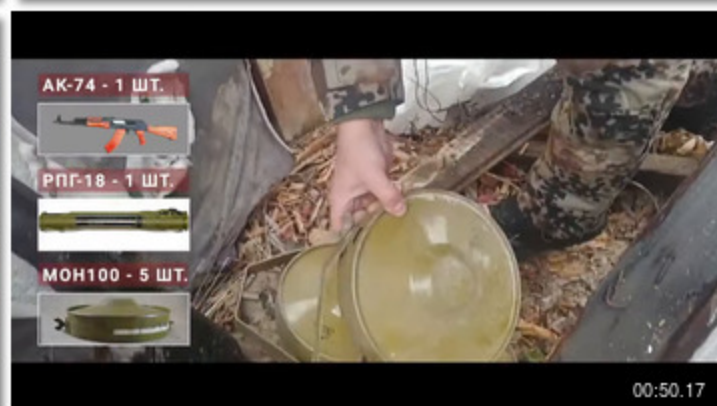 АК-74 - 1 ШТ.
РПГ-18 - 1 ШТ.
МОН100 - 5 ШТ.
00:50.17